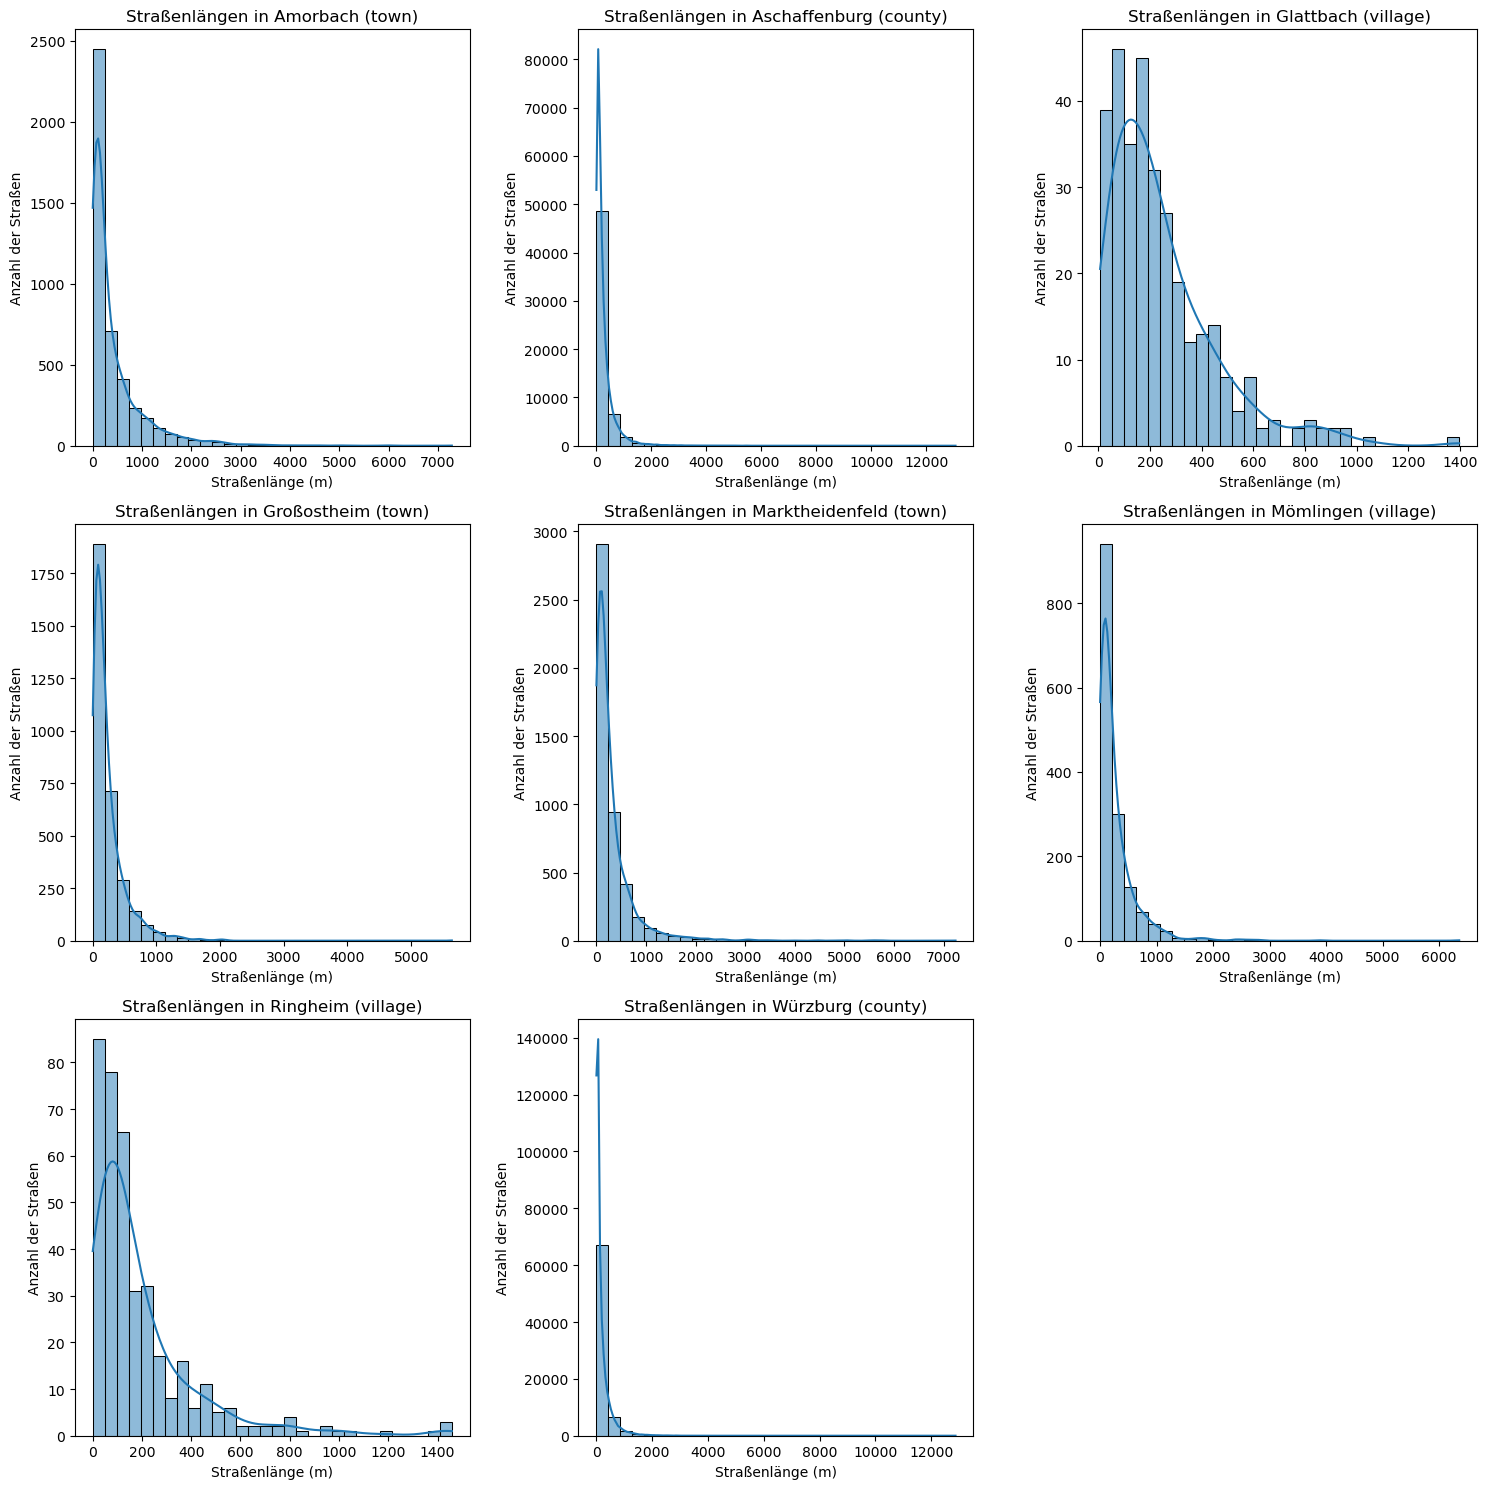 Straßenlängen in Amorbach (town)
Anzahl der Straßen
2500
2000
1500
1000
500
0
0 1000 2000 3000 4000 5000 6000 7000
Straßenlänge (m)
Straßenlängen in Aschaffenburg (county)
Anzahl der Straßen
80000
70000
60000
50000
40000
30000
20000
10000
0
0 2000 4000 6000 8000 10000 12000
Straßenlänge (m)
Straßenlängen in Glattbach (village)
Anzahl der Straßen
40
30
20
10
0
0 200 400 600 800 1000 1200 1400
Straßenlänge (m)
Straßenlängen in Großostheim (town)
Anzahl der Straßen
1750
1500
1250
1000
750
500
250
0
0 1000 2000 3000 4000 5000
Straßenlänge (m)
Straßenlängen in Marktheidenfeld (town)
Anzahl der Straßen
3000
2500
2000
1500
1000
500
0
0 1000 2000 3000 4000 5000 6000 7000
Straßenlänge (m)
Straßenlängen in Mömlingen (village)
Anzahl der Straßen
800
600
400
200
0
0 1000 2000 3000 4000 5000 6000
Straßenlänge (m)
Straßenlängen in Ringheim (village)
Anzahl der Straßen
80
70
60
50
40
30
20
10
0
0 200 400 600 800 1000 1200 1400
Straßenlänge (m)
Straßenlängen in Würzburg (county)
Anzahl der Straßen
140000
120000
100000
80000
60000
40000
20000
0
0 2000 4000 6000 8000 10000 12000
Straßenlänge (m)